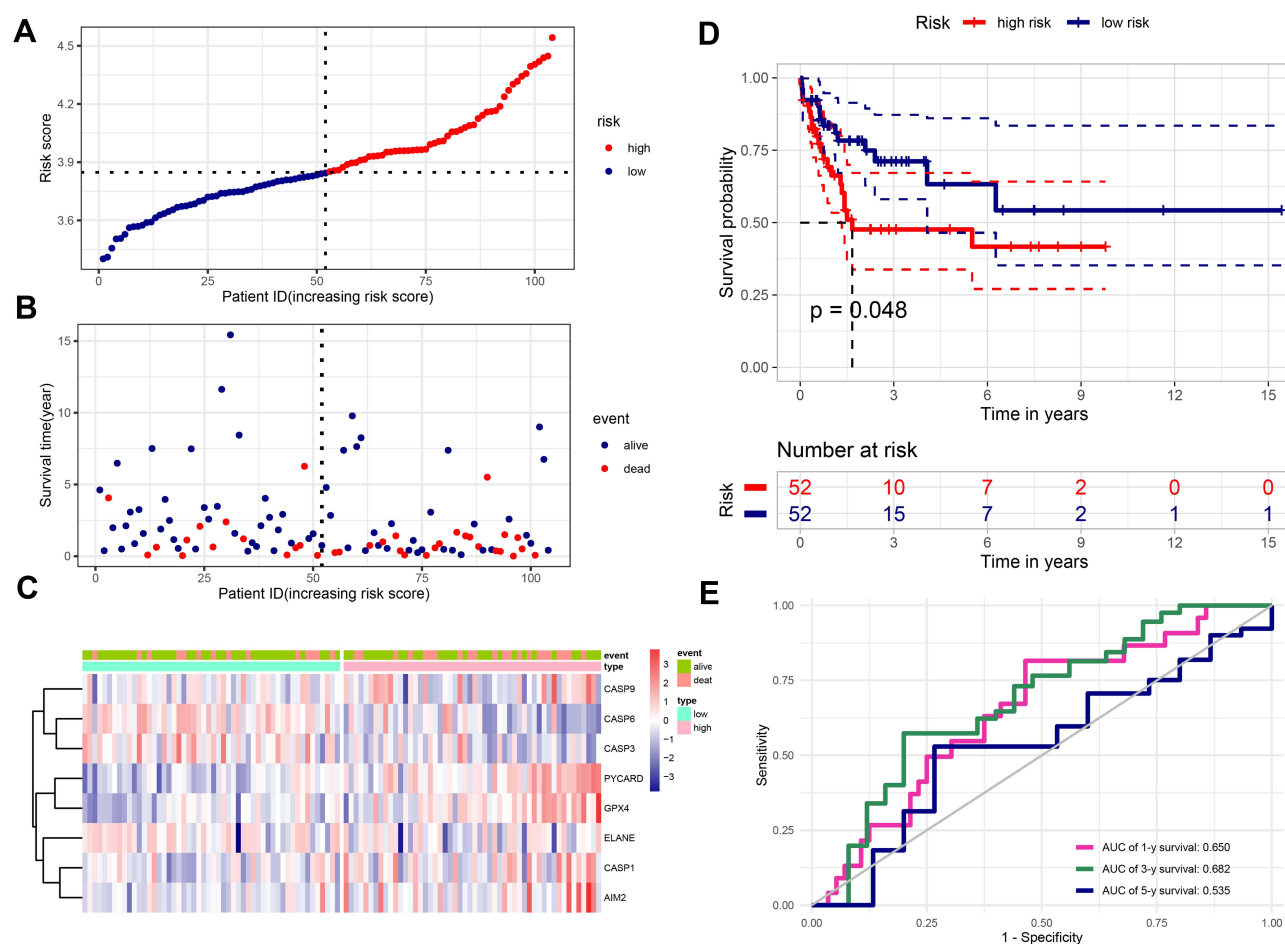 A
4.5
4.2
3.9
3.6
Risk score
0
25
50
75
100
Patient ID(increasing risk score)
risk
high
low
B
15
10
5
0
Survival time(year)
0
25
50
75
100
Patient ID(increasing risk score)
event
alive
dead
C
event
type
CASP9
CASP6
CASP3
PYCARD
GPX4
ELANE
CASP1
AIM2
3
2
1
0
−1
−2
−3
event
alive
deat
type
low
high
D
Risk high risk low risk
1.00
0.75
0.50
0.25
0.00
Survival probability
p = 0.048
0 3 6 9 12 15
Time in years
Number at risk
Risk
52 10 7 2 0 0
52 15 7 2 1 1
0 3 6 9 12 15
Time in years
E
1.00
0.75
0.50
0.25
0.00
Sensitivity
AUC of 1-y survival: 0.650
AUC of 3-y survival: 0.682
AUC of 5-y survival: 0.535
0.00 0.25 0.50 0.75 1.00
1 - Specificity